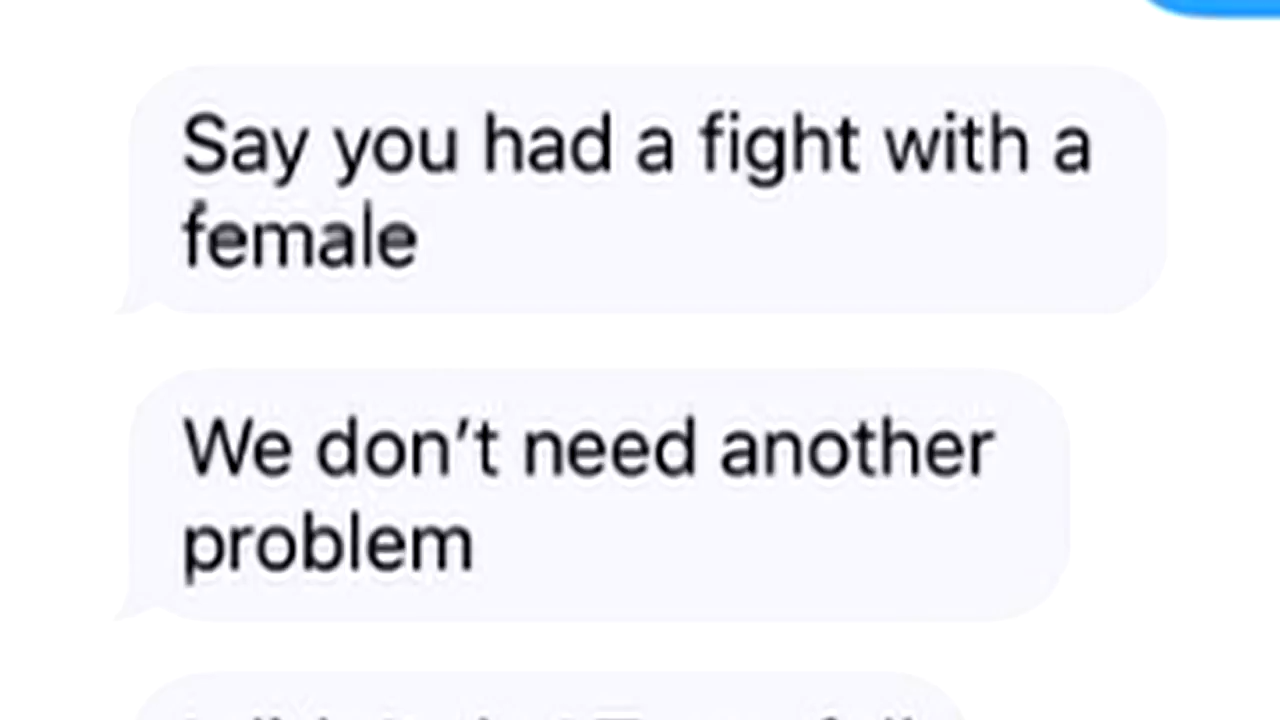 Say you had a fight with a
female
We don’t need another
problem